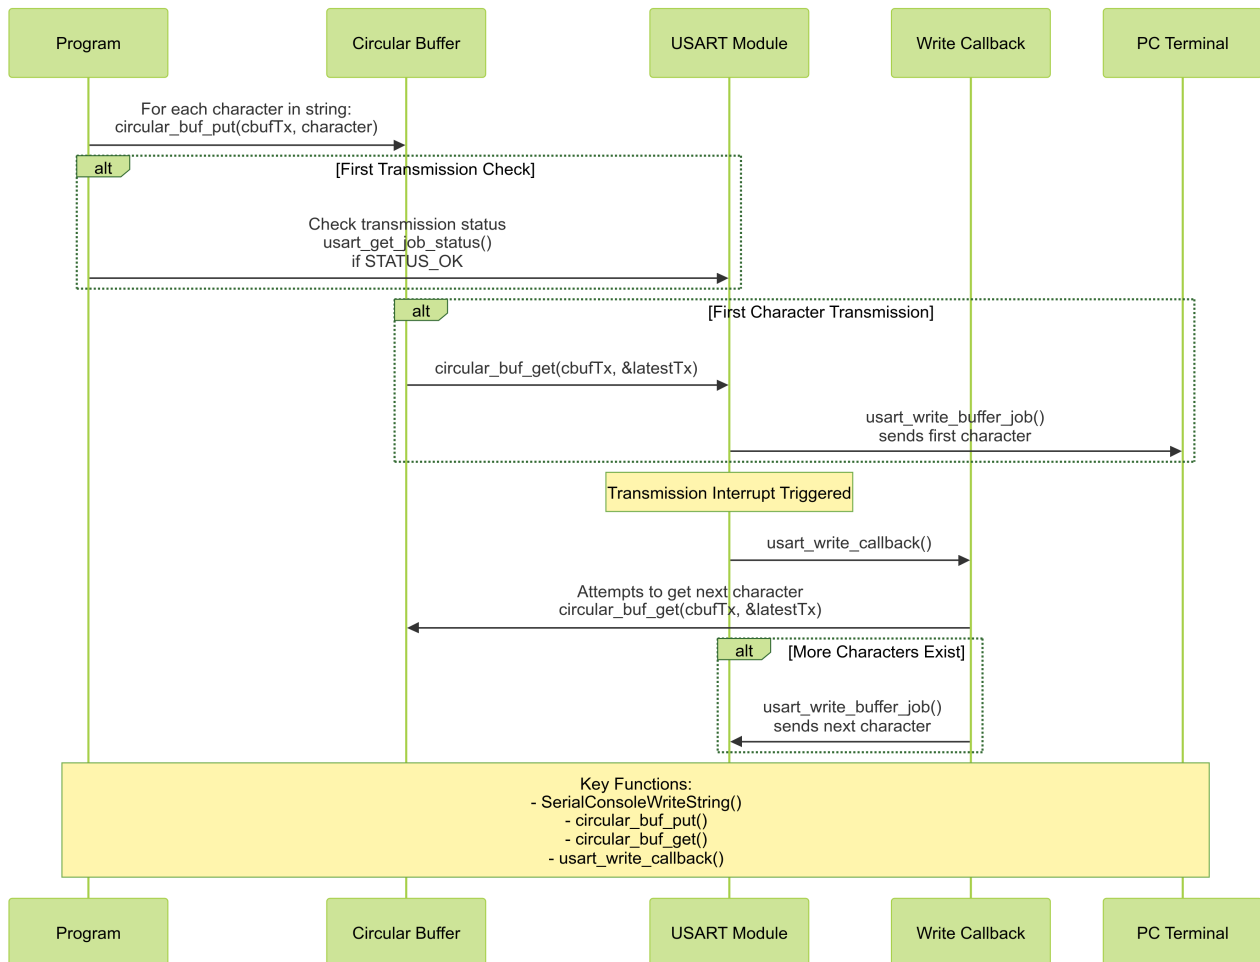 Program
Circular Buffer
USART Module
Write Callback
PC Terminal
For each character in string:
circular_buf_put(cbufTx, character)
alt
[First Transmission Check]
Check transmission status
usart_get_job_status()
if STATUS_OK
alt
[First Character Transmission]
circular_buf_get(cbufTx, &latestTx)
usart_write_buffer_job()
sends first character
Transmission Interrupt Triggered
usart_write_callback()
Attempts to get next character
circular_buf_get(cbufTx, &latestTx)
alt
[More Characters Exist]
usart_write_buffer_job()
sends next character
Key Functions:
- SerialConsoleWriteString()
- circular_buf_put()
- circular_buf_get()
- usart_write_callback()
Program
Circular Buffer
USART Module
Write Callback
PC Terminal